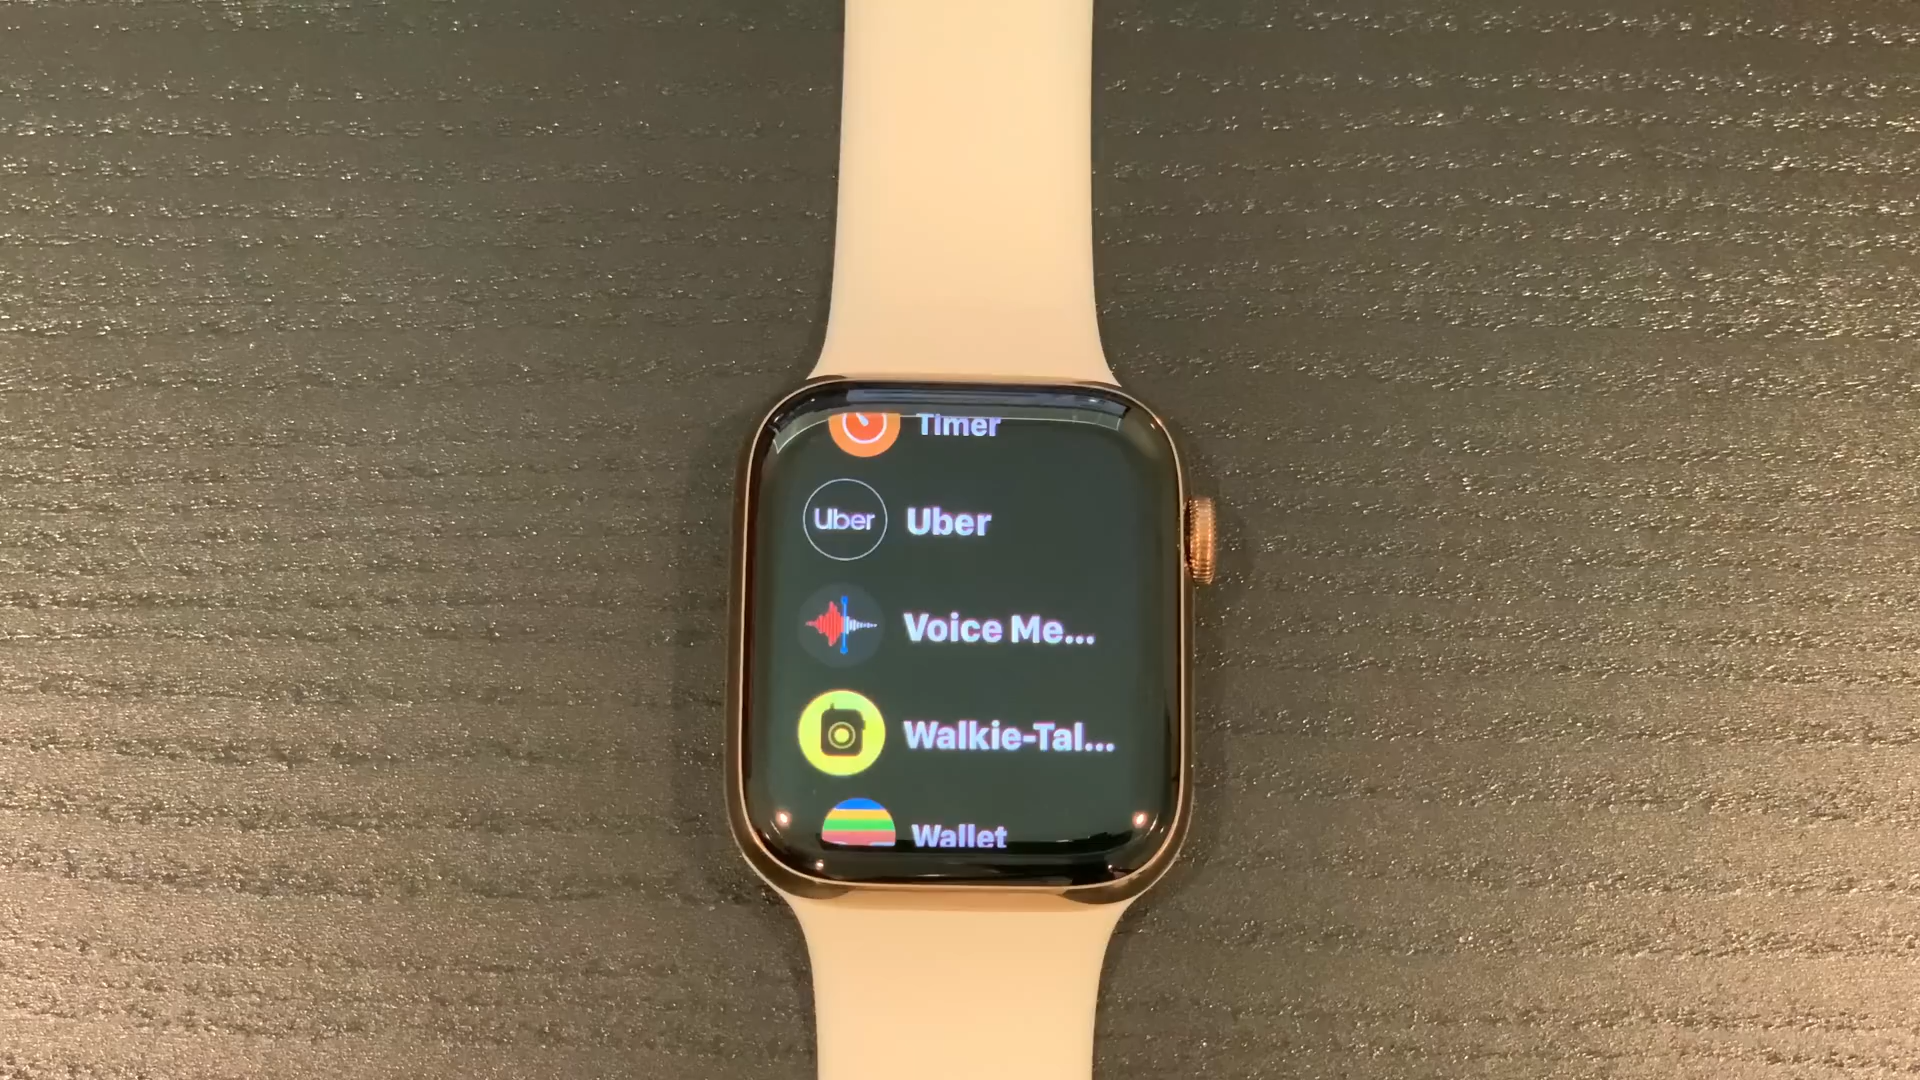 Timer
Uber Uber
Voice Me...
Walkie-Tal...
Wallet